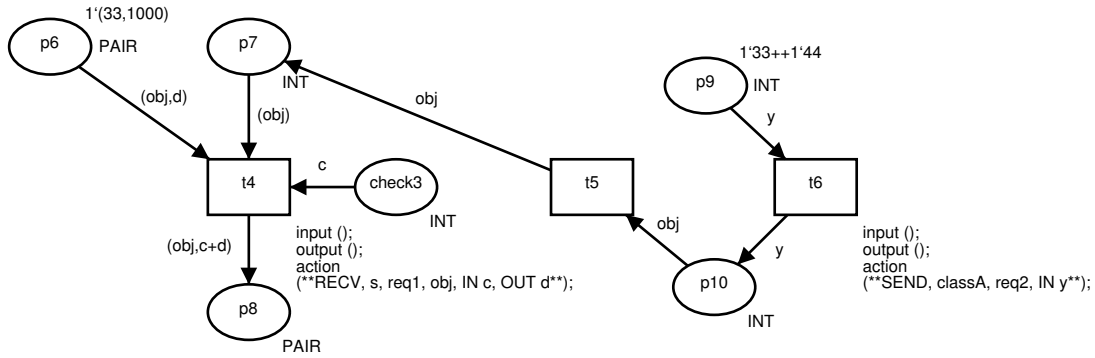 1‘(33,1000)
p6
PAIR
p7
INT
1‘33++1‘44
p9
INT
(obj,d)
(obj)
obj
y
t4
c
check3
INT
t5
t6
(obj,c+d)
input ();
output ();
action
(**RECV, s, req1, obj, IN c, OUT d**);
obj
y
input ();
output ();
action
(**SEND, classA, req2, IN y**);
p10
INT
p8
PAIR